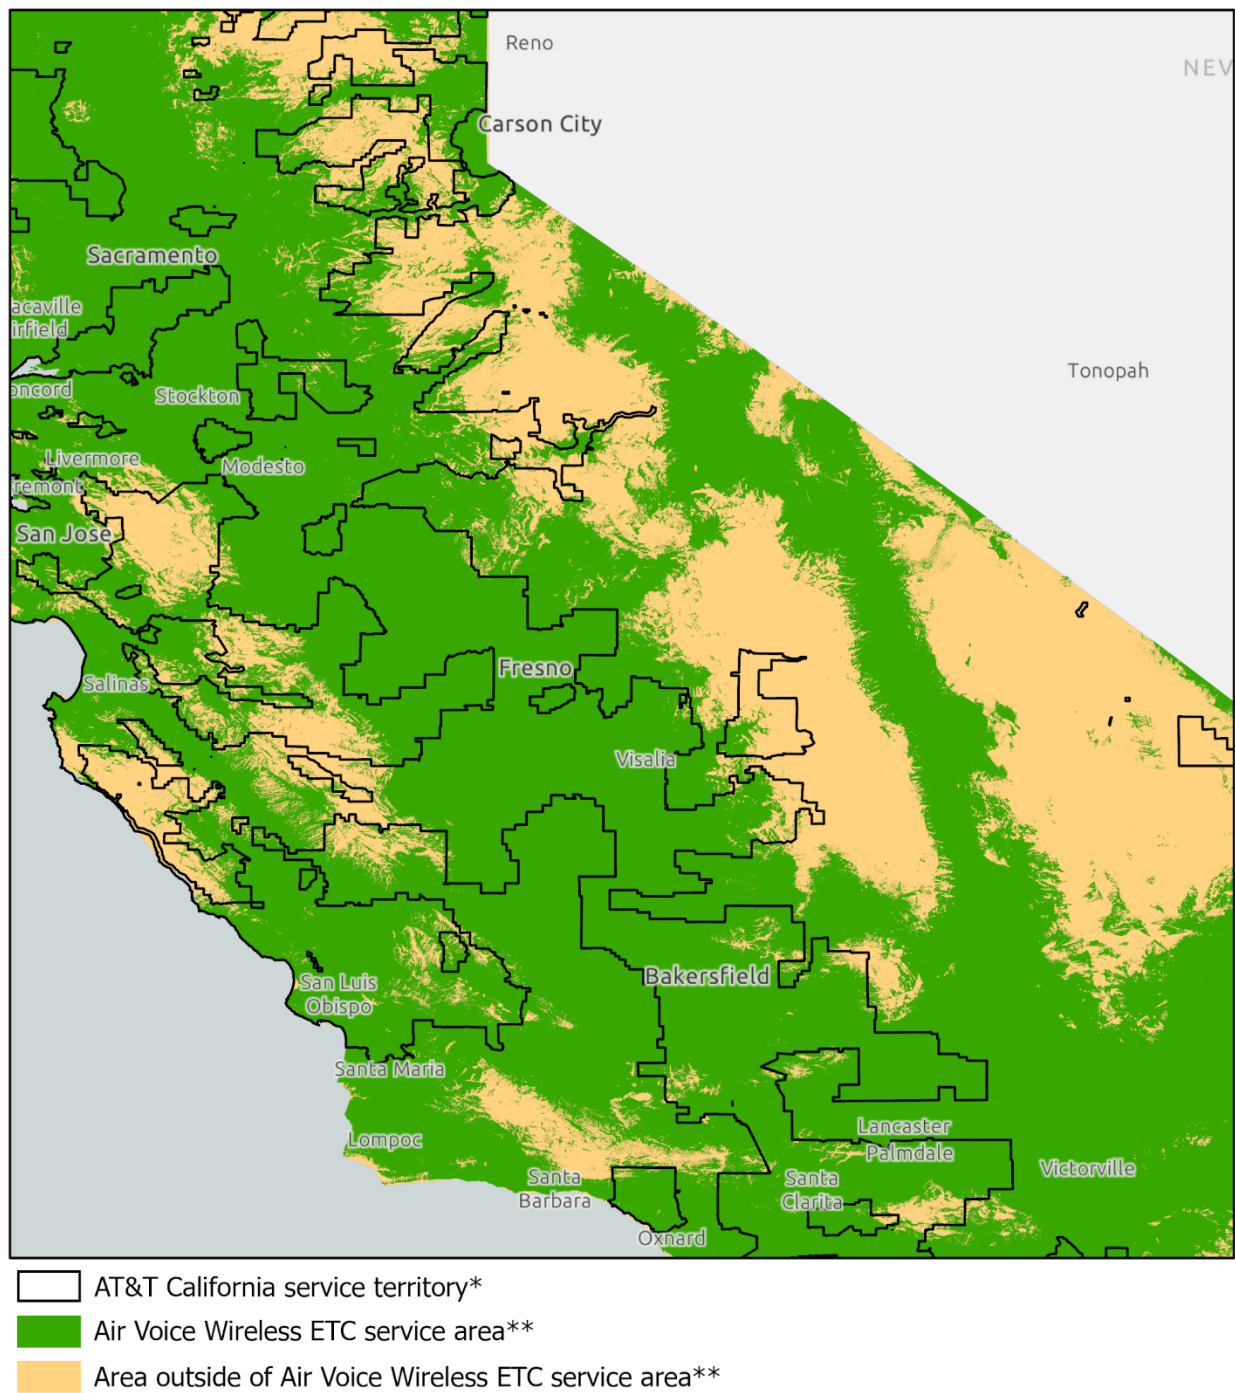 Reno
NEV
Carson City
Sacramento
acaville
irfield
Tonopah
oncord
Stockton
Livermore
Modesto
remont
San Jose
Fresno
Salinas
Visalia
Bakersfield
San Luis
Obispo
Santa Maria
Lompoc
Lancaster
Palmdale
Victorville
Santa
Barbara
Santa
Clarita
Oxnard
AT&T California service territory*
Air Voice Wireless ETC service area**
Area outside of Air Voice Wireless ETC service area**